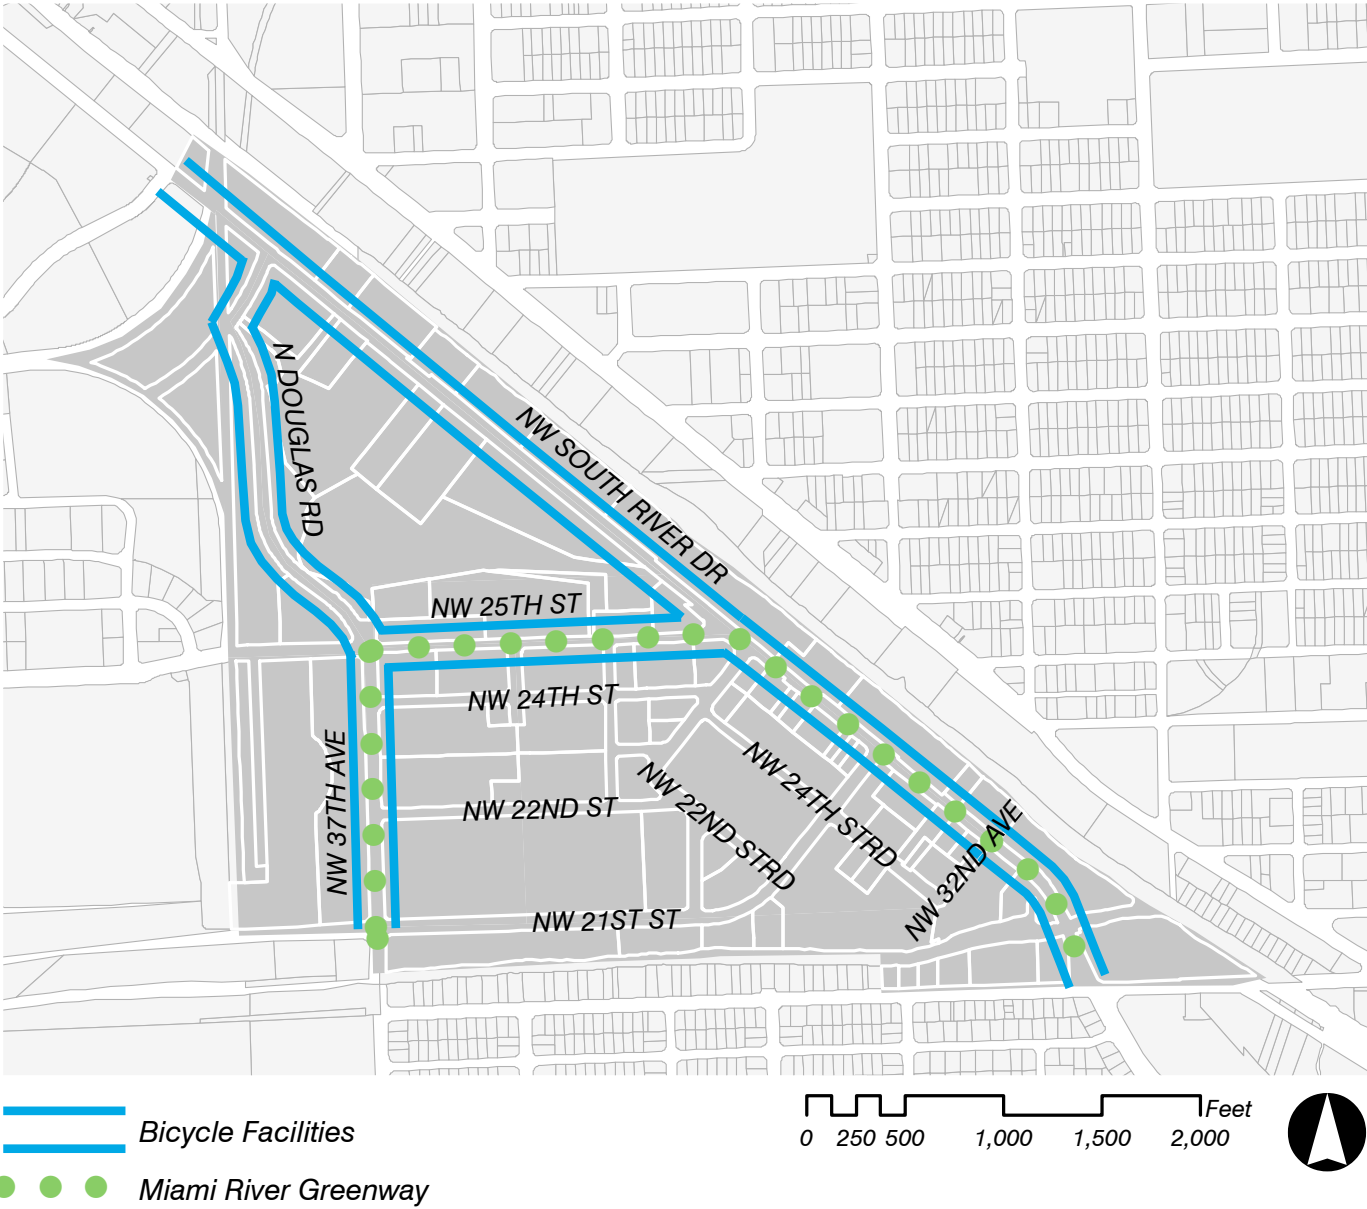 N DOUGLAS RD
NW SOUTH RIVER DR
NW 25TH ST
NW 24TH ST
NW 37TH AVE
NW 22ND ST
NW 22ND STRD
NW 24TH STRD
NW 32ND AVE
NW 21ST ST
Bicycle Facilities
Miami River Greenway
Feet
0 250 500 1,000 1,500 2,000